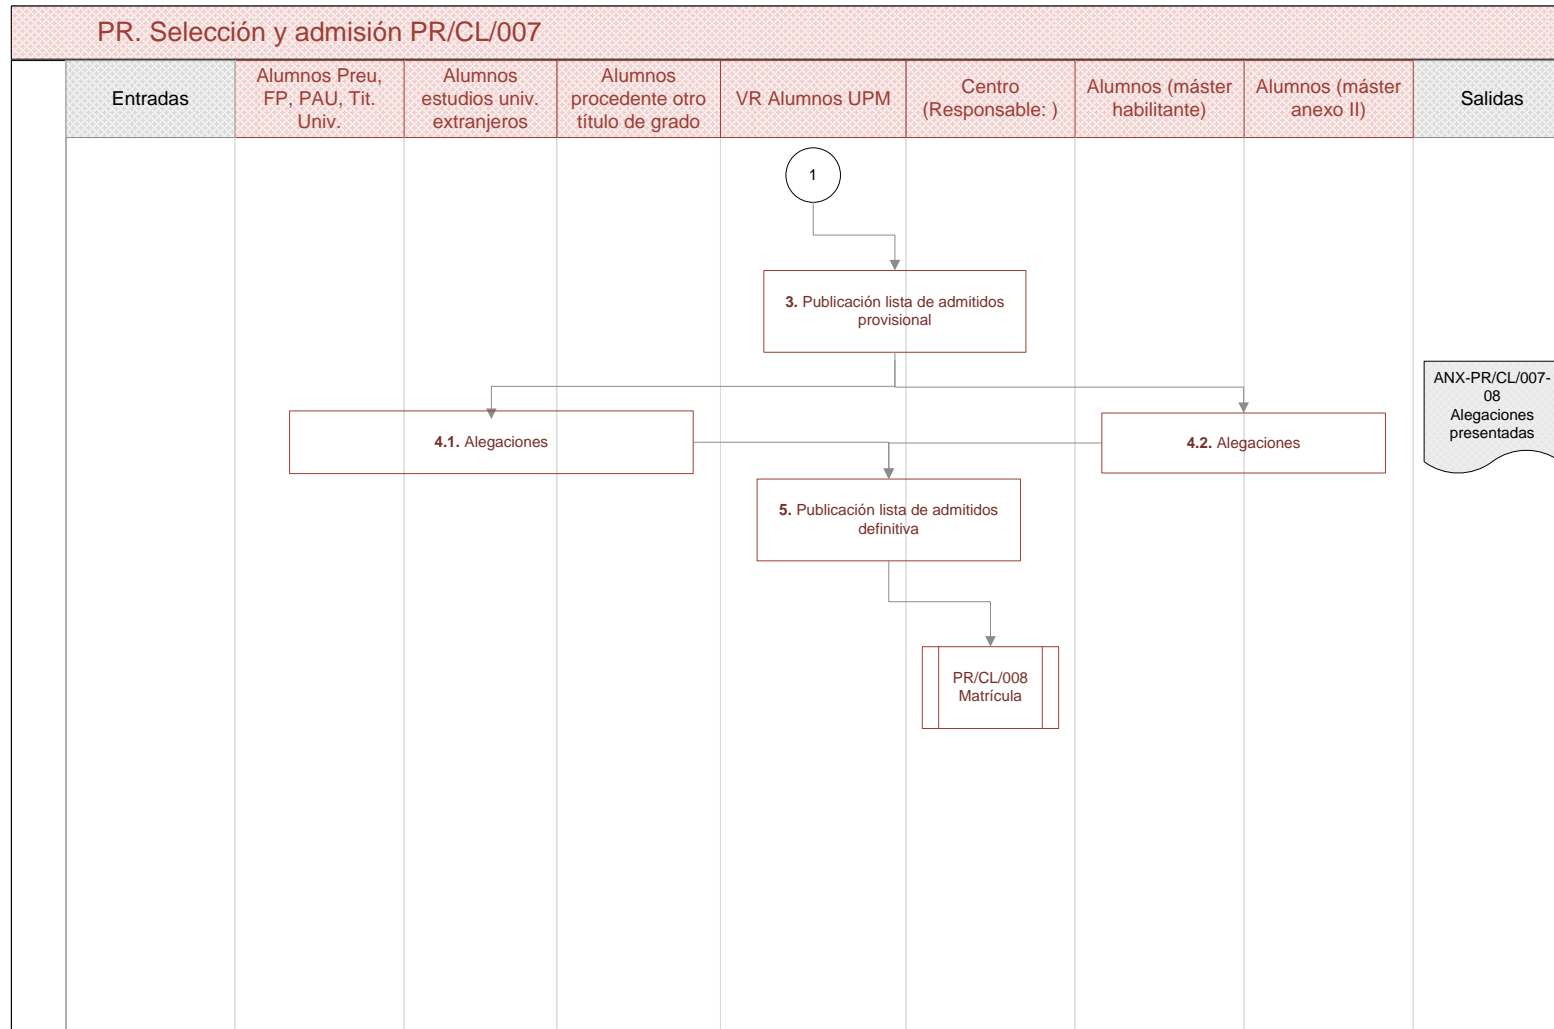 PR. Selección y admisión PR/CL/007
Entradas
Alumnos Preu,
FP, PAU, Tit.
Univ.
Alumnos
estudios univ.
extranjeros
Alumnos
procedente otro
título de grado
VR Alumnos UPM
Centro
(Responsable: )
Alumnos (máster
habilitante)
Alumnos (máster
anexo II)
Salidas
1
3. Publicación lista de admitidos
provisional
ANX-PR/CL/007-
08
Alegaciones
presentadas
4.1. Alegaciones
4.2. Alegaciones
5. Publicación lista de admitidos
definitiva
PR/CL/008
Matrícula